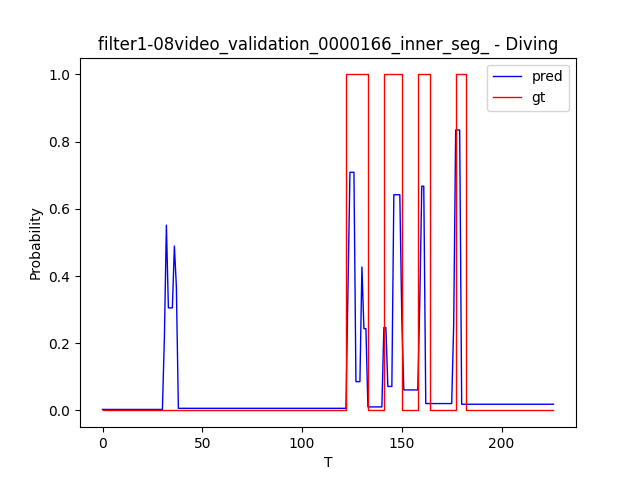 filter1-08video_validation_0000166_inner_seg_ - Diving
pred
gt
1.0
0.8
0.6
0.4
0.2
0.0
Probability
0
50
100
150
200
T